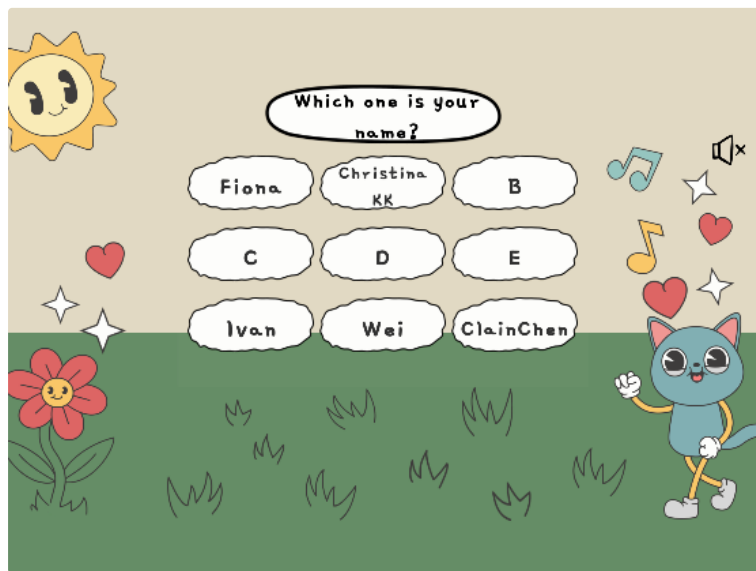 Which one is your
name?
Fiona
Christina
KK
B
C
D
E
Ivan
Wei
ClainChen